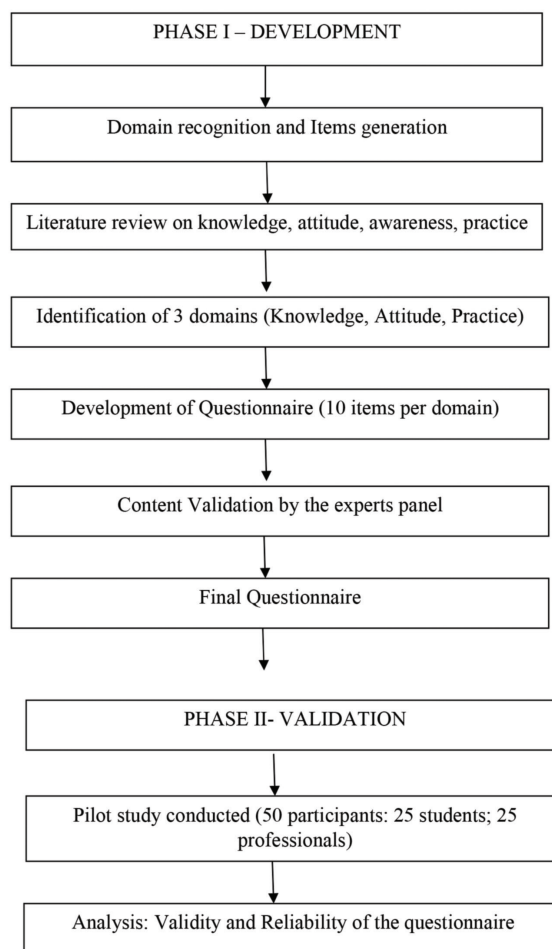 PHASE I – DEVELOPMENT
Domain recognition and Items generation
Literature review on knowledge, attitude, awareness, practice
Identification of 3 domains (Knowledge, Attitude, Practice)
Development of Questionnaire (10 items per domain)
Content Validation by the experts panel
Final Questionnaire
PHASE II- VALIDATION
Pilot study conducted (50 participants: 25 students; 25
professionals)
Analysis: Validity and Reliability of the questionnaire